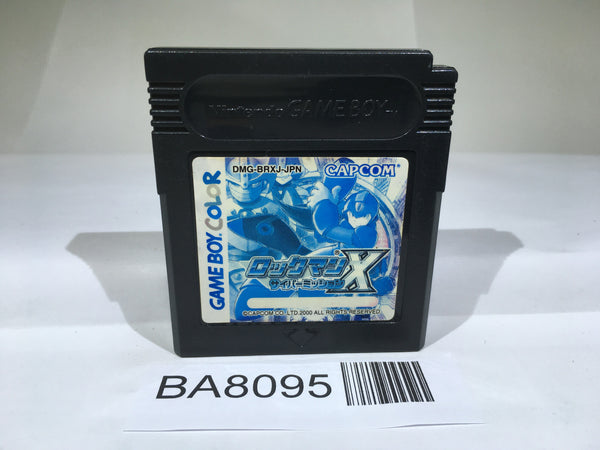 Nintendo GAME BOY
DMG-BRXJ-JPN
CAPCOM
GAME BOY COLOR
ロックマンX
サイバーミッション
©CAPCOM CO., LTD.2000 ALL RIGHTS RESERVED
BA8095